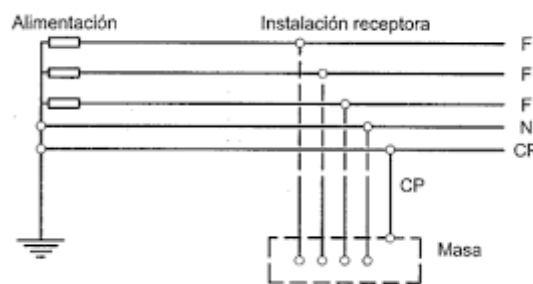 Alimentación
Instalación receptora
F
F
F
N
CP
CP
Masa